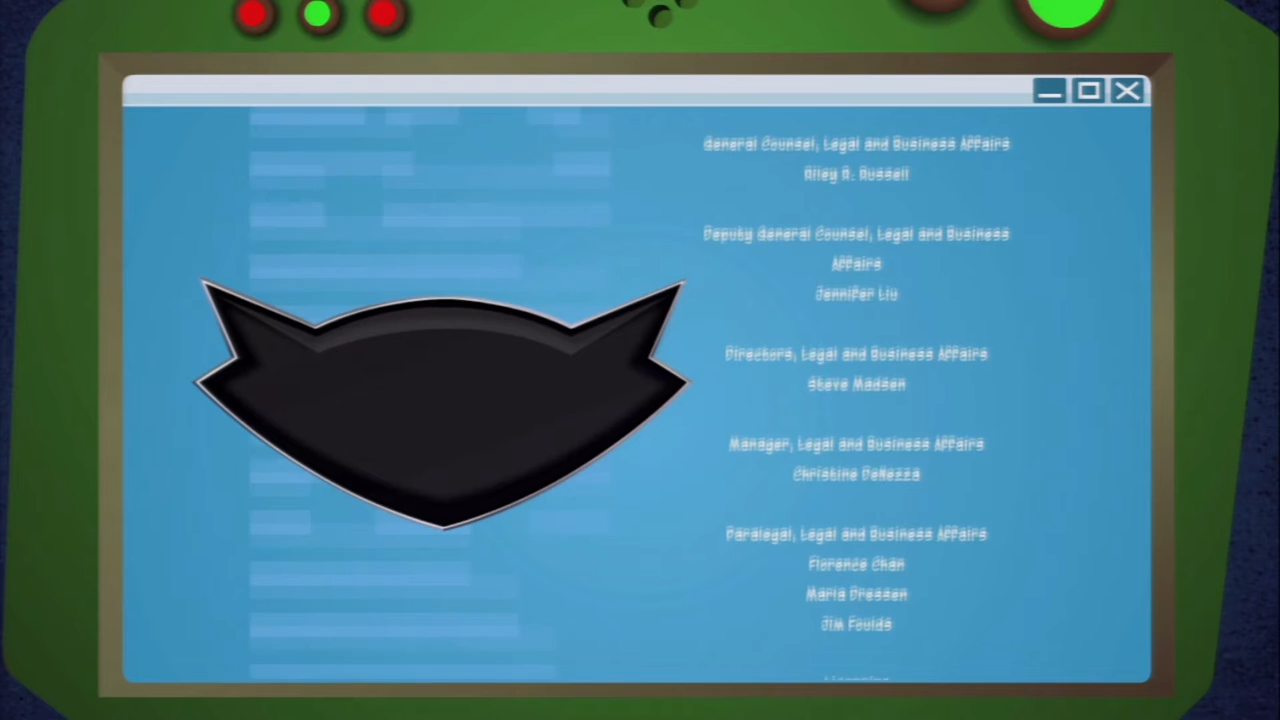 General Counsel, Legal and Business Affairs
Riley R. Russell
Deputy General Counsel, Legal and Business
Affairs
Jennifer Liu
Directors, Legal and Business Affairs
Steve Madsen
Manager, Legal and Business Affairs
Christine DeNezza
Paralegal, Legal and Business Affairs
Florence Chan
Maria Dressen
Jim Foulds